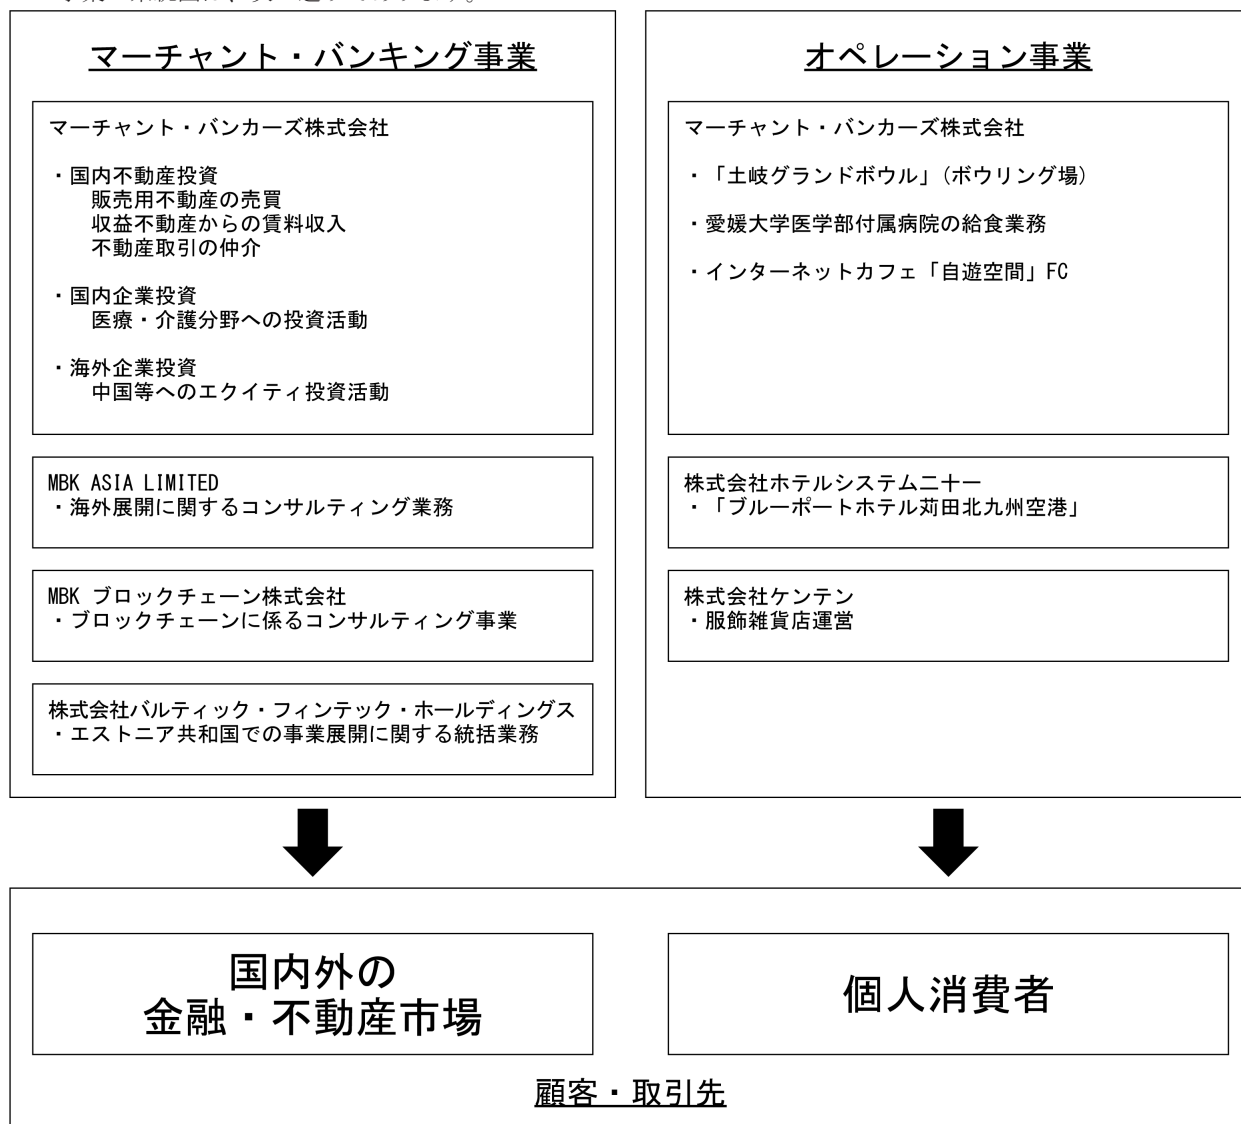 マーチャント・バンキング事業
マーチャント・バンカーズ株式会社
・国内不動産投資
販売用不動産の売買
収益不動産からの賃料収入
不動産取引の仲介
・国内企業投資
医療・介護分野への投資活動
・海外企業投資
中国等へのエクイティ投資活動
MBK ASIA LIMITED
・海外展開に関するコンサルティング業務
MBK ブロックチェーン株式会社
・ブロックチェーンに係るコンサルティング事業
株式会社バルティック・フィンテック・ホールディングス
・エストニア共和国での事業展開に関する統括業務
オペレーション事業
マーチャント・バンカーズ株式会社
・「土岐グランドボウル」(ボウリング場)
・愛媛大学医学部付属病院の給食業務
・インターネットカフェ「自遊空間」FC
株式会社ホテルシステム二十一
・「ブルーポートホテル苅田北九州空港」
株式会社ケンテン
・服飾雑貨店運営
国内外の
金融・不動産市場
個人消費者
顧客・取引先